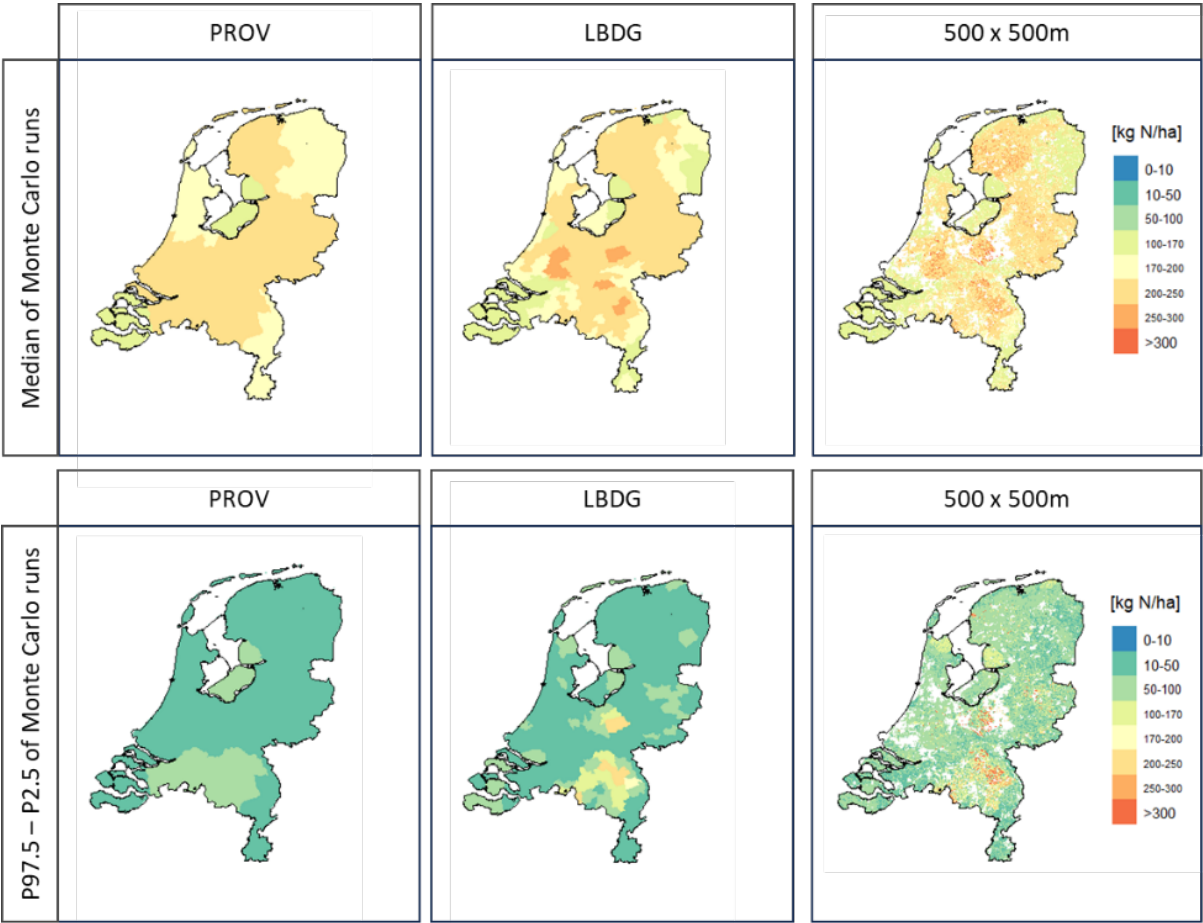 PROV
LBDG
500 x 500m
Median of Monte Carlo runs
[kg N/ha]
0-10
10-50
50-100
100-170
170-200
200-250
250-300
>300
PROV
LBDG
500 x 500m
P97.5 – P2.5 of Monte Carlo runs
[kg N/ha]
0-10
10-50
50-100
100-170
170-200
200-250
250-300
>300